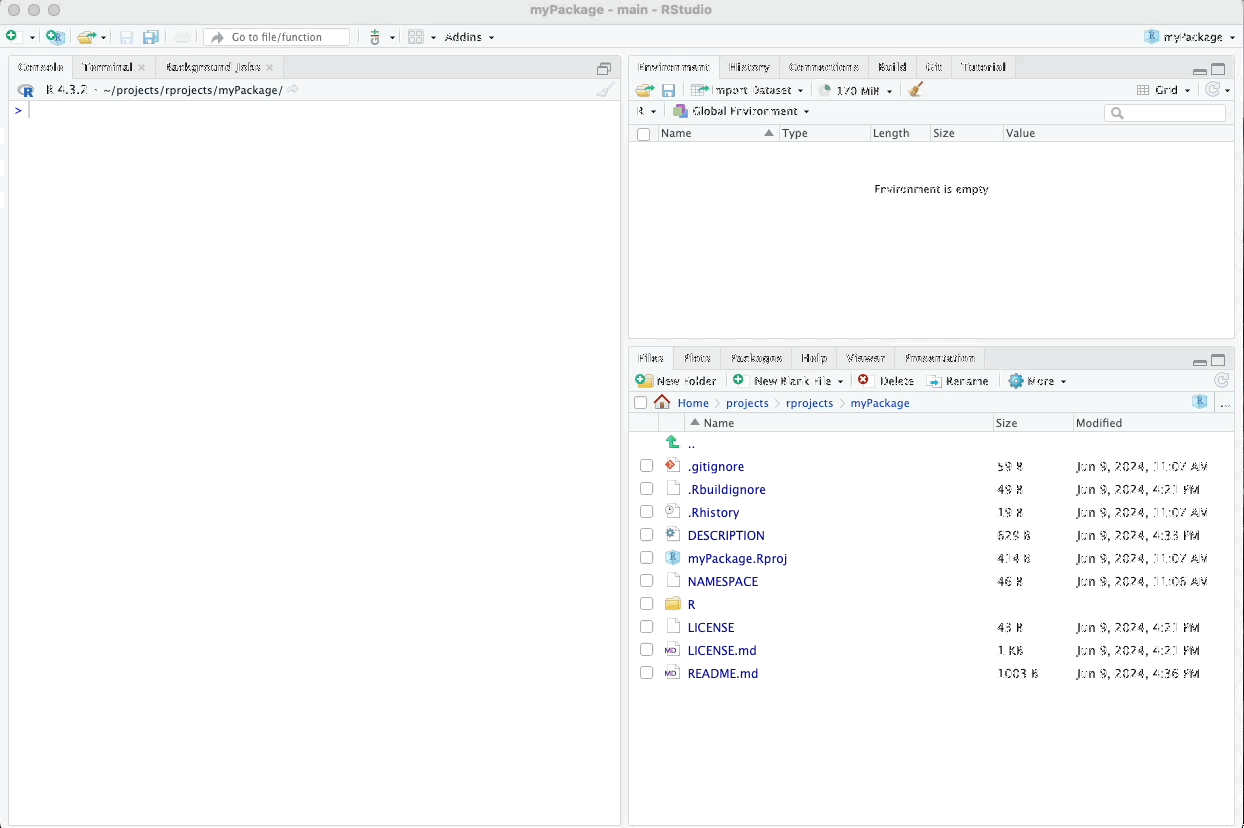 myPackage - main - RStudio
Go to file/function
Addins
myPackage
Console Terminal Background Jobs
R 4.3.2 · ~/projects/rprojects/myPackage/
>
Environment History Connections Build Git Tutorial
Import Dataset 170 MiB Grid
R Global Environment
Name Type Length Size Value
Environment is empty
Files Plots Packages Help Viewer Presentation
New Folder New Blank File Delete Rename More
Home projects rprojects myPackage ...
Name Size Modified
..
.gitignore 59 B Jun 9, 2024, 11:07 AM
.Rbuildignore 49 B Jun 9, 2024, 4:21 PM
.Rhistory 19 B Jun 9, 2024, 11:07 AM
DESCRIPTION 629 B Jun 9, 2024, 4:33 PM
myPackage.Rproj 414 B Jun 9, 2024, 11:07 AM
NAMESPACE 46 B Jun 9, 2024, 11:06 AM
R
LICENSE 43 B Jun 9, 2024, 4:21 PM
LICENSE.md 1 KB Jun 9, 2024, 4:21 PM
README.md 1003 B Jun 9, 2024, 4:36 PM